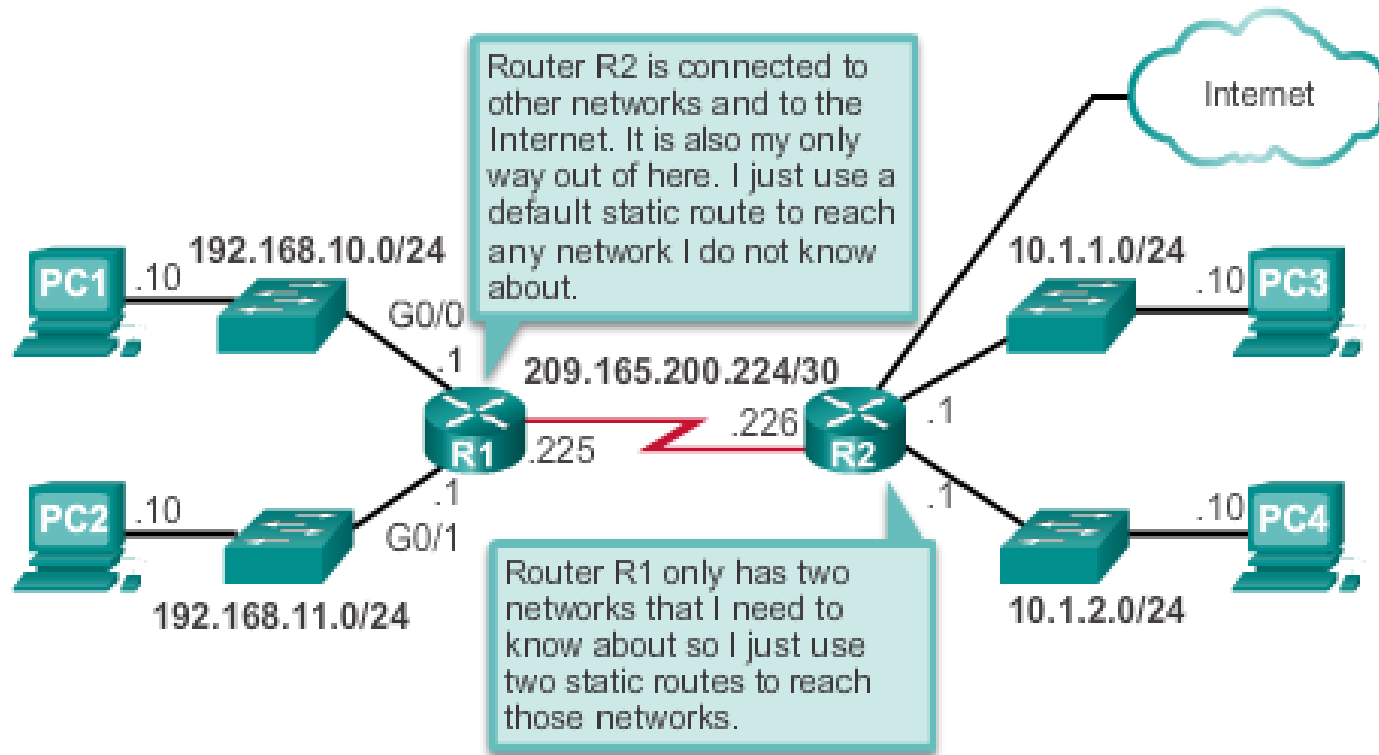 Router R2 is connected to
other networks and to the
Internet. It is also my only
way out of here. I just use a
default static route to reach
any network I do not know
about.
Internet
192.168.10.0/24
10.1.1.0/24
PC1
.10
.10
PC3
G0/0
.1
209.165.200.224/30
R1
.225
.226
R2
.1
PC2
.10
.1
G0/1
192.168.11.0/24
.1
.10
PC4
10.1.2.0/24
Router R1 only has two
networks that I need to
know about so I just use
two static routes to reach
those networks.